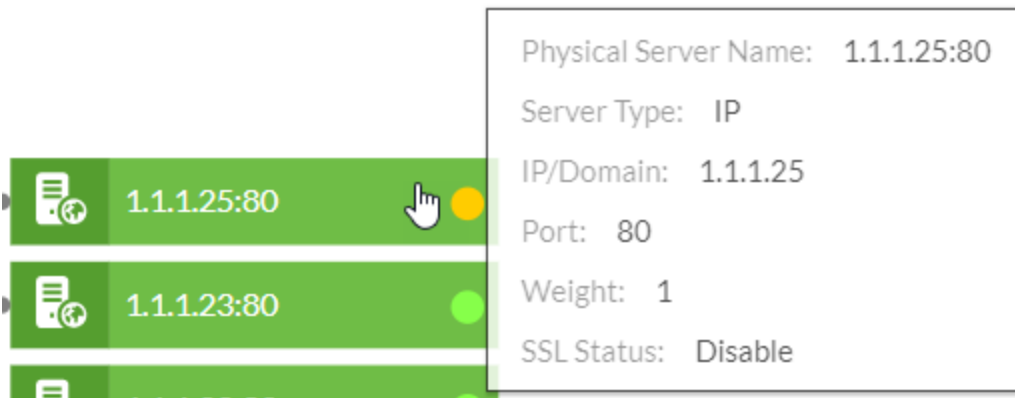 Physical Server Name: 1.1.1.25:80
Server Type: IP
IP/Domain: 1.1.1.25
Port: 80
Weight: 1
SSL Status: Disable
1.1.1.25:80
1.1.1.23:80